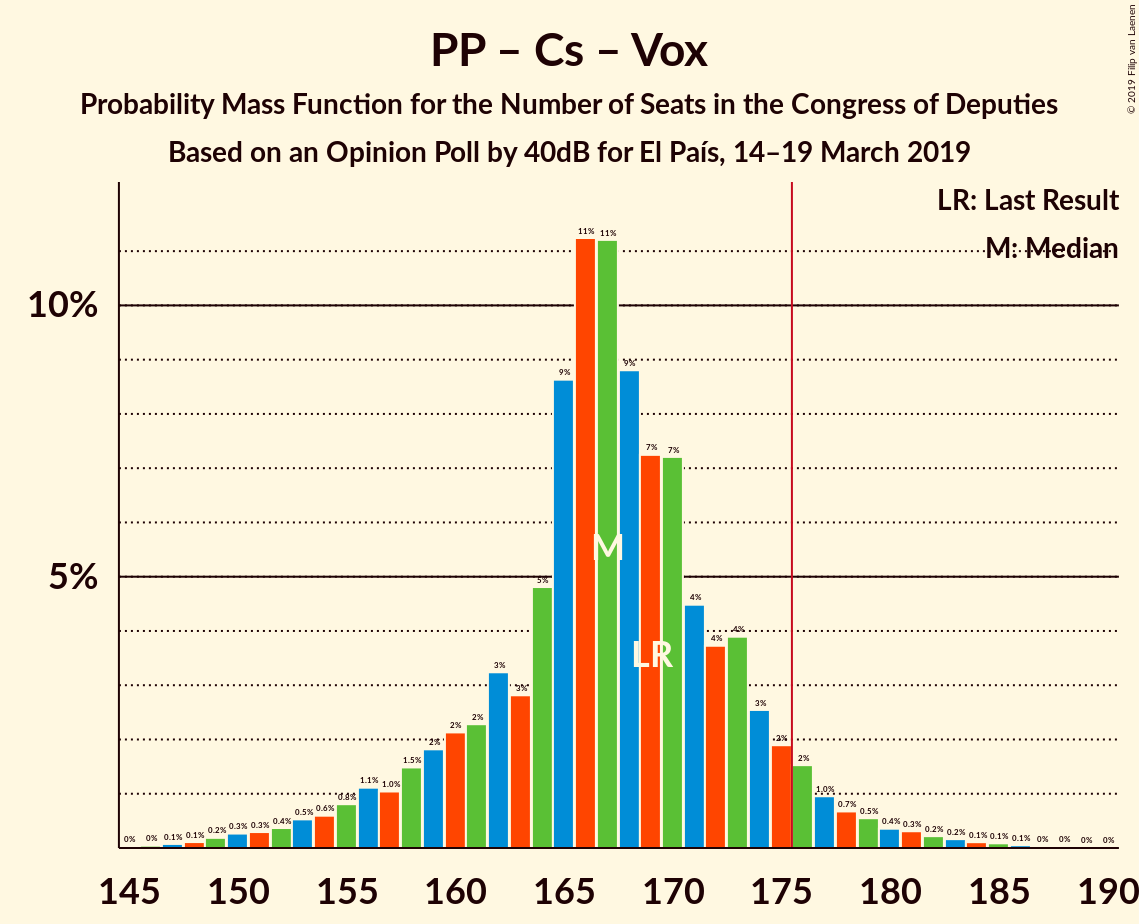 PP – Cs – Vox
Probability Mass Function for the Number of Seats in the Congress of Deputies
Based on an Opinion Poll by 40dB for El País, 14–19 March 2019
© 2019 Filip van Laenen
LR: Last Result
M: Median
10%
5%
0% 0% 0.1% 0.1% 0.2% 0.3% 0.3% 0.4% 0.5% 0.6% 0.8% 1.1% 1.0% 1.5% 2% 2% 2% 3% 3% 5% 9% 11% 11% 9% 7% 7% 4% 4% 4% 3% 2% 2% 1.0% 0.7% 0.5% 0.4% 0.3% 0.2% 0.2% 0.1% 0.1% 0.1% 0% 0% 0% 0%
M
LR
145 150 155 160 165 170 175 180 185 190